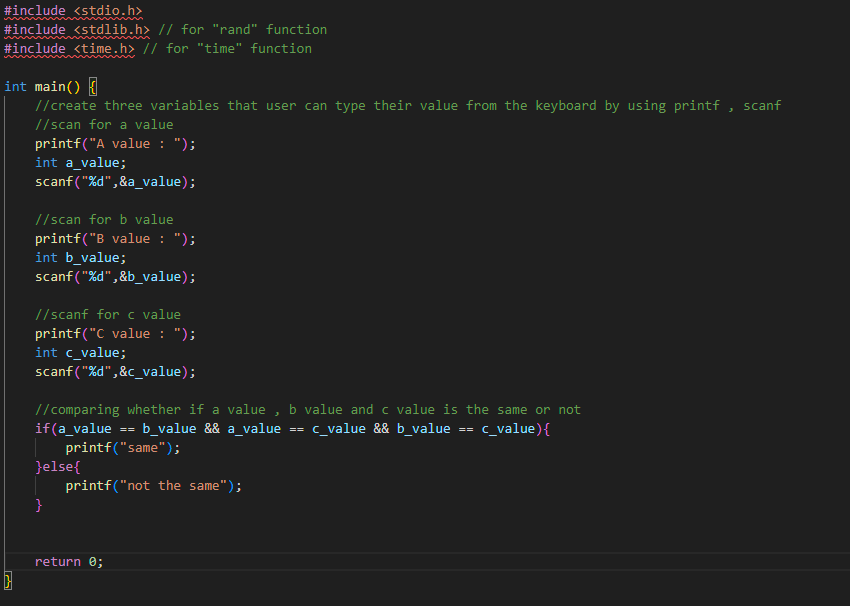 #include <stdio.h>
#include <stdlib.h> // for "rand" function
#include <time.h> // for "time" function
int main() {
//create three variables that user can type their value from the keyboard by using printf , scanf
//scan for a value
printf("A value : ");
int a_value;
scanf("%d",&a_value);
//scan for b value
printf("B value : ");
int b_value;
scanf("%d",&b_value);
//scanf for c value
printf("C value : ");
int c_value;
scanf("%d",&c_value);
//comparing whether if a value , b value and c value is the same or not
if(a_value == b_value && a_value == c_value && b_value == c_value){
printf("same");
}else{
printf("not the same");
}
return 0;
}